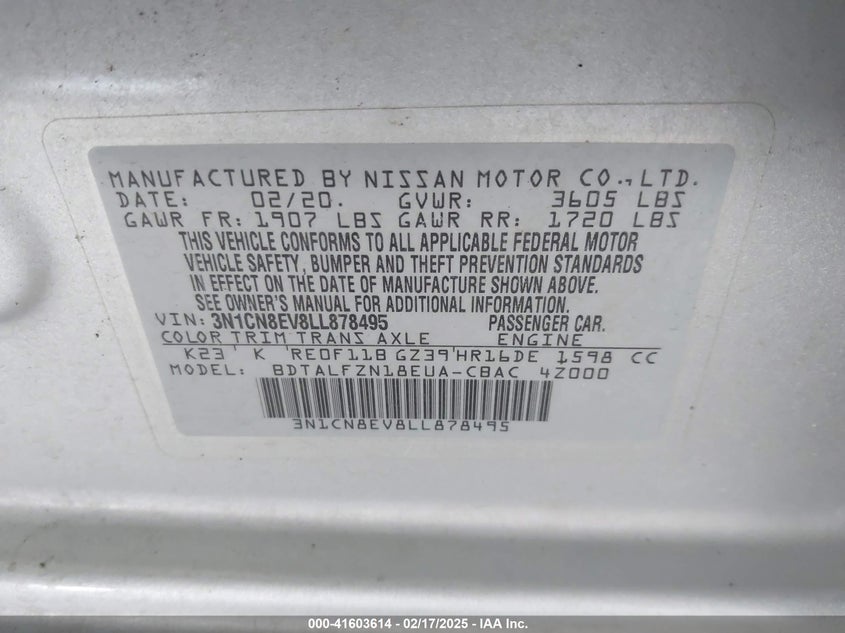 MANUFACTURED BY NISSAN MOTOR CO.,LTD.
DATE: 02/20. GVWR: 3605 LBS
GAWR FR: 1907 LBS GAWR RR: 1720 LBS
THIS VEHICLE CONFORMS TO ALL APPLICABLE FEDERAL MOTOR
VEHICLE SAFETY, BUMPER AND THEFT PREVENTION STANDARDS
IN EFFECT ON THE DATE OF MANUFACTURE SHOWN ABOVE.
SEE OWNER'S MANUAL FOR ADDITIONAL INFORMATION.
VIN: 3N1CN8EV8LL878495 PASSENGER CAR.
COLOR TRIM TRANS AXLE ENGINE
K23 K RE0F11B GZ39 HR16DE 1598 CC
MODEL: BDTALFZN18EUA-CBAC 4Z000
3N1CN8EV8LL878495
000-41603614 — 02/17/2025 — IAA Inc.